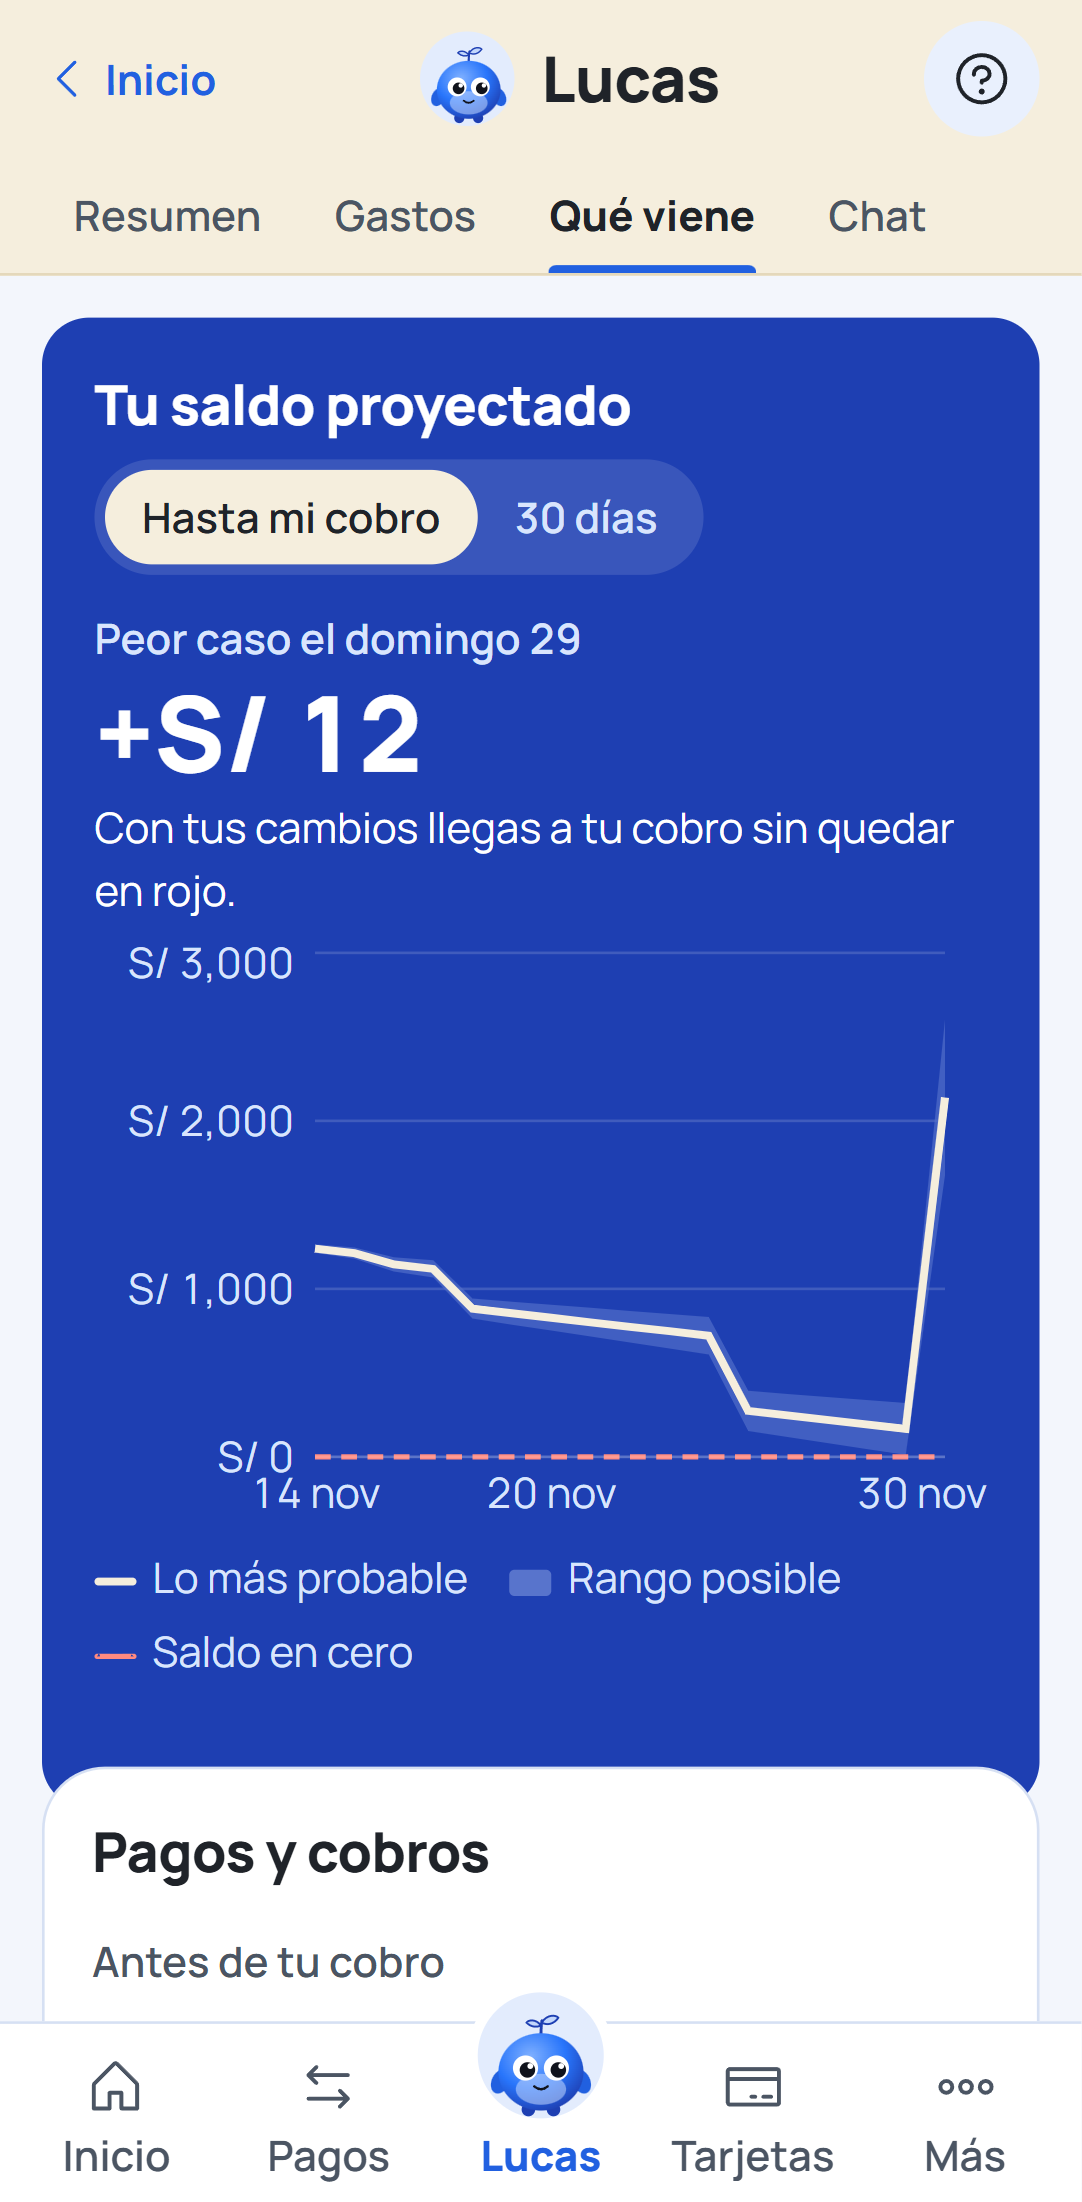 Inicio
Lucas
Resumen
Gastos
Qué viene
Chat
Tu saldo proyectado
Hasta mi cobro
30 días
Peor caso el domingo 29
+S/ 12
Con tus cambios llegas a tu cobro sin quedar
en rojo.
S/ 3,000
S/ 2,000
S/ 1,000
S/ 0
14 nov
20 nov
30 nov
Lo más probable
Rango posible
Saldo en cero
Pagos y cobros
Antes de tu cobro
Inicio
Pagos
Lucas
Tarjetas
Más